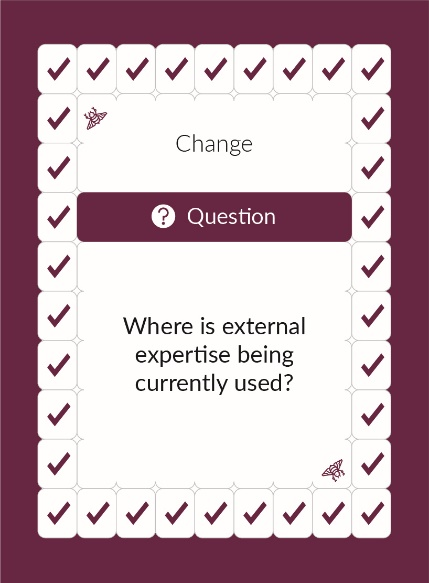 Change
? Question
Where is external
expertise being
currently used?